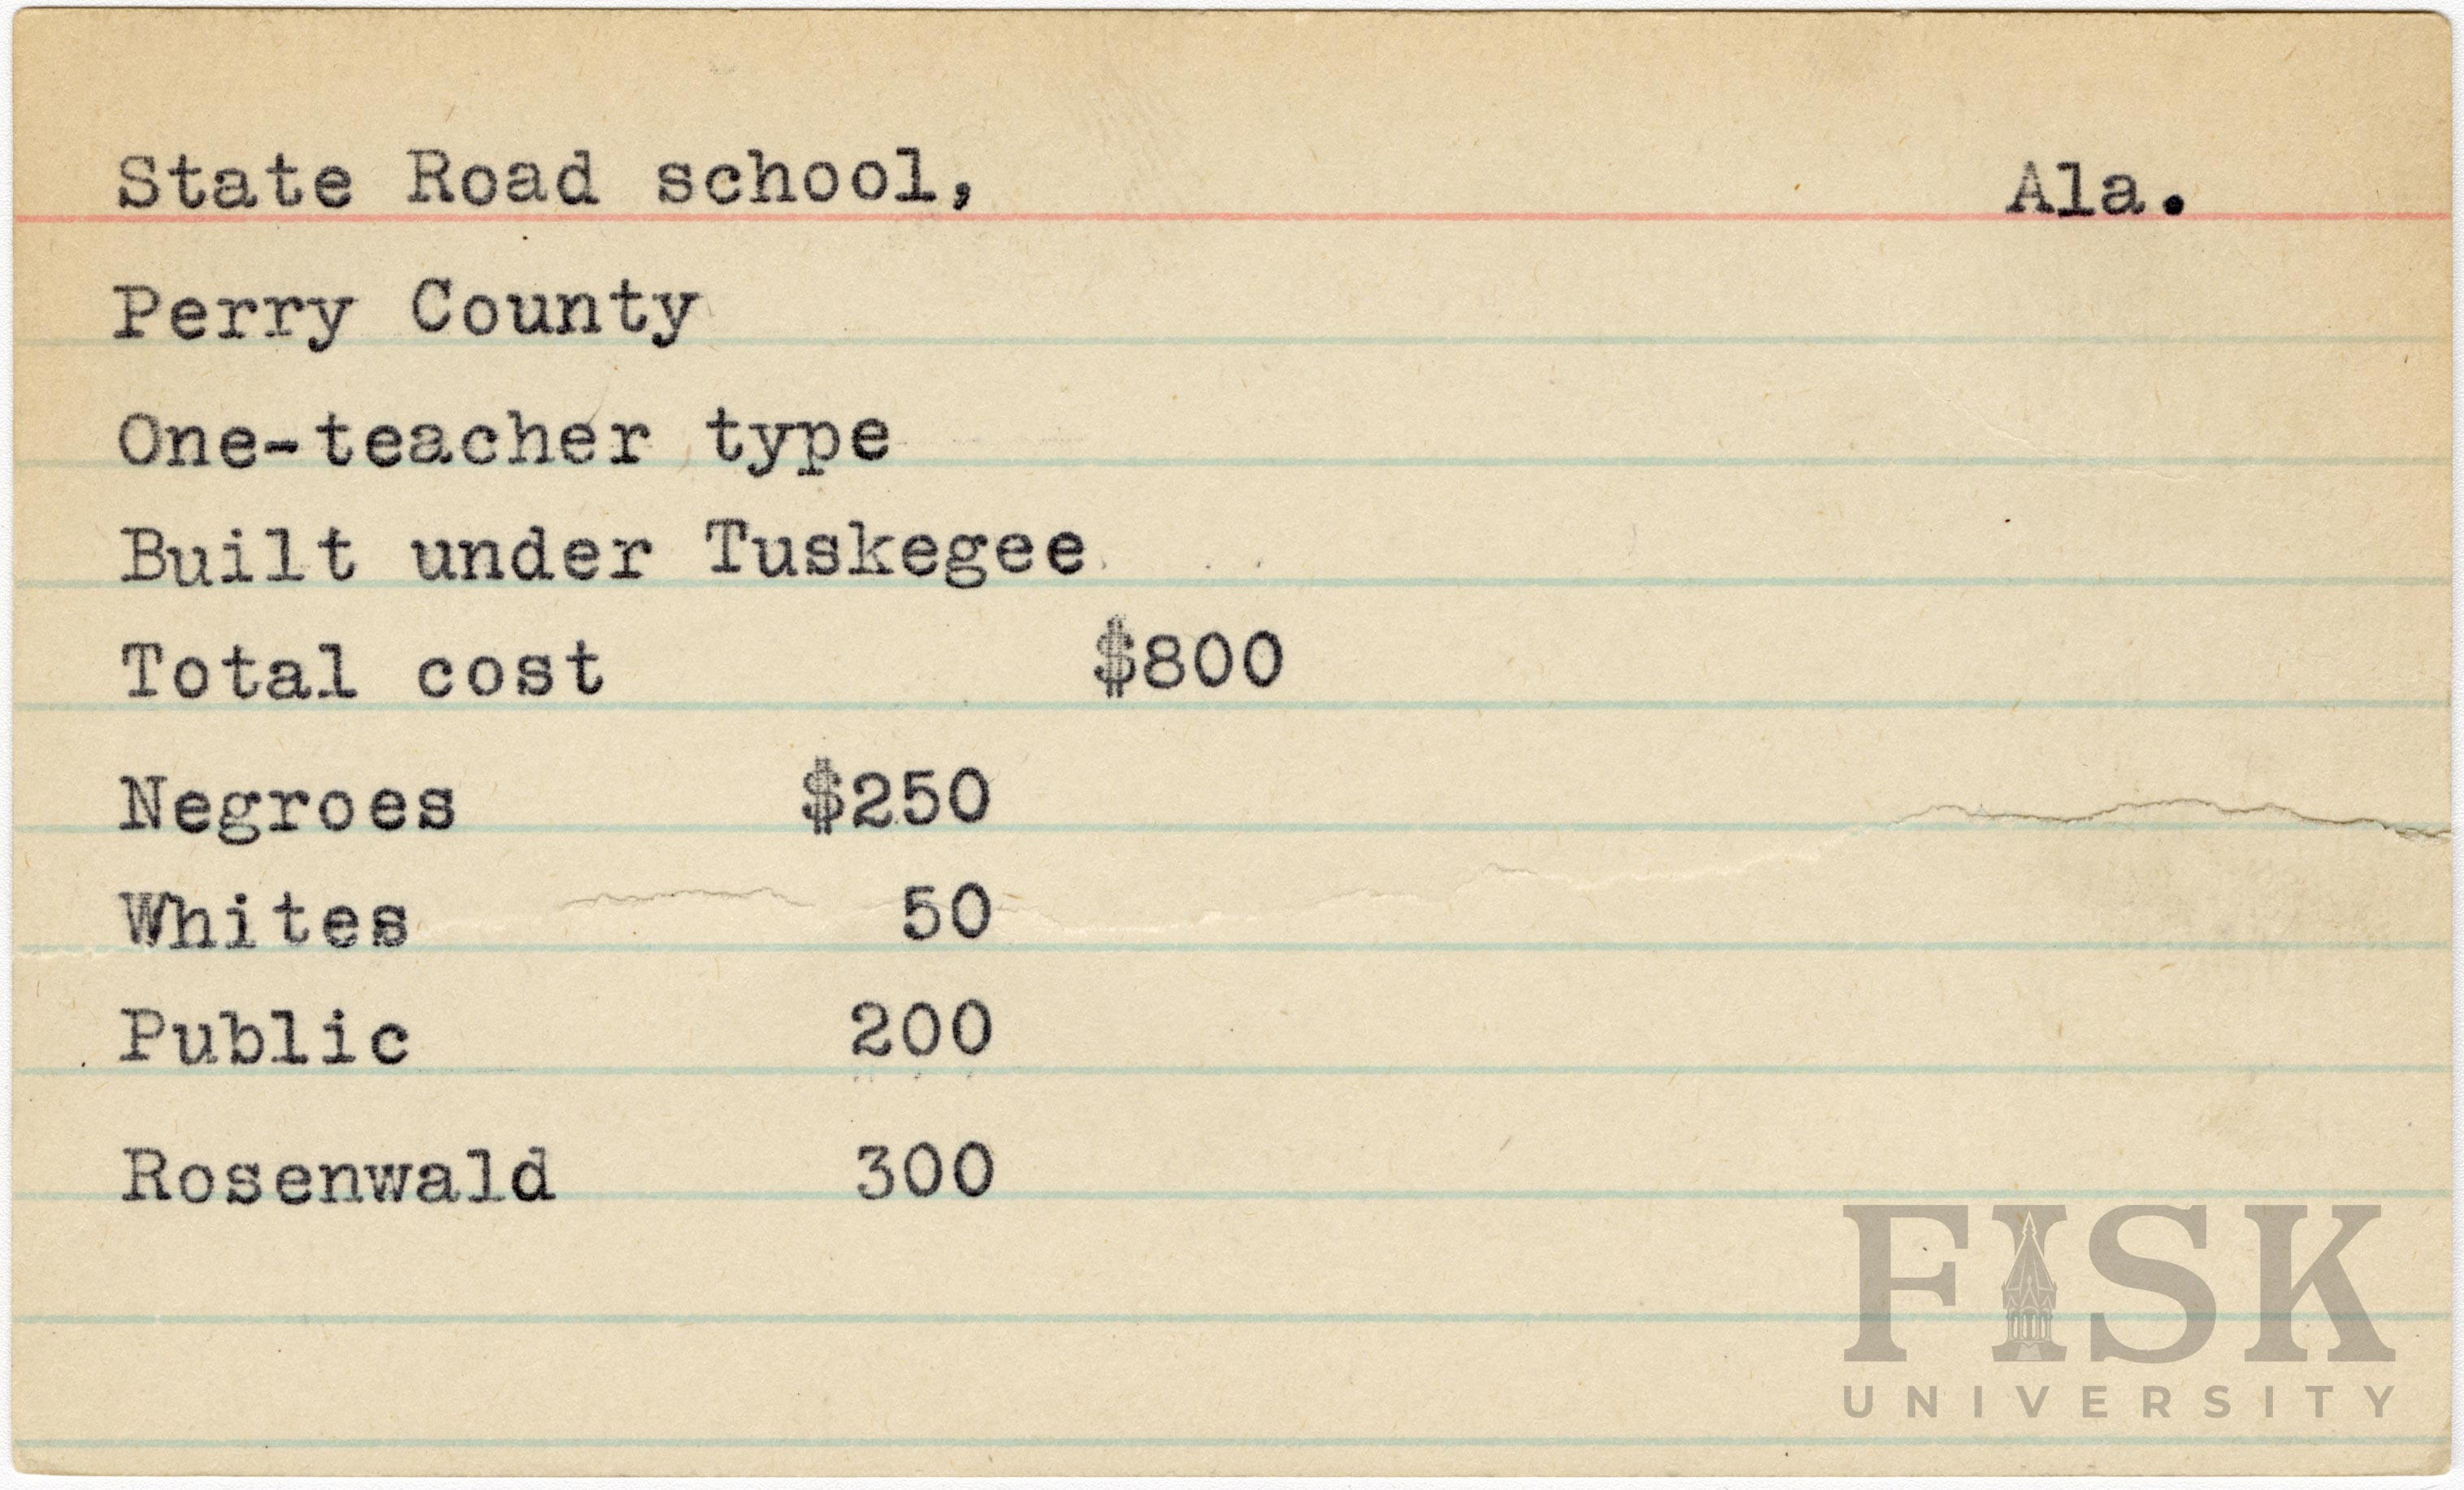 State Road school, Ala.
Perry County
One-teacher type
Built under Tuskegee
Total cost $800
Negroes $250
Whites 50
Public 200
Rosenwald 300
FISK
UNIVERSITY